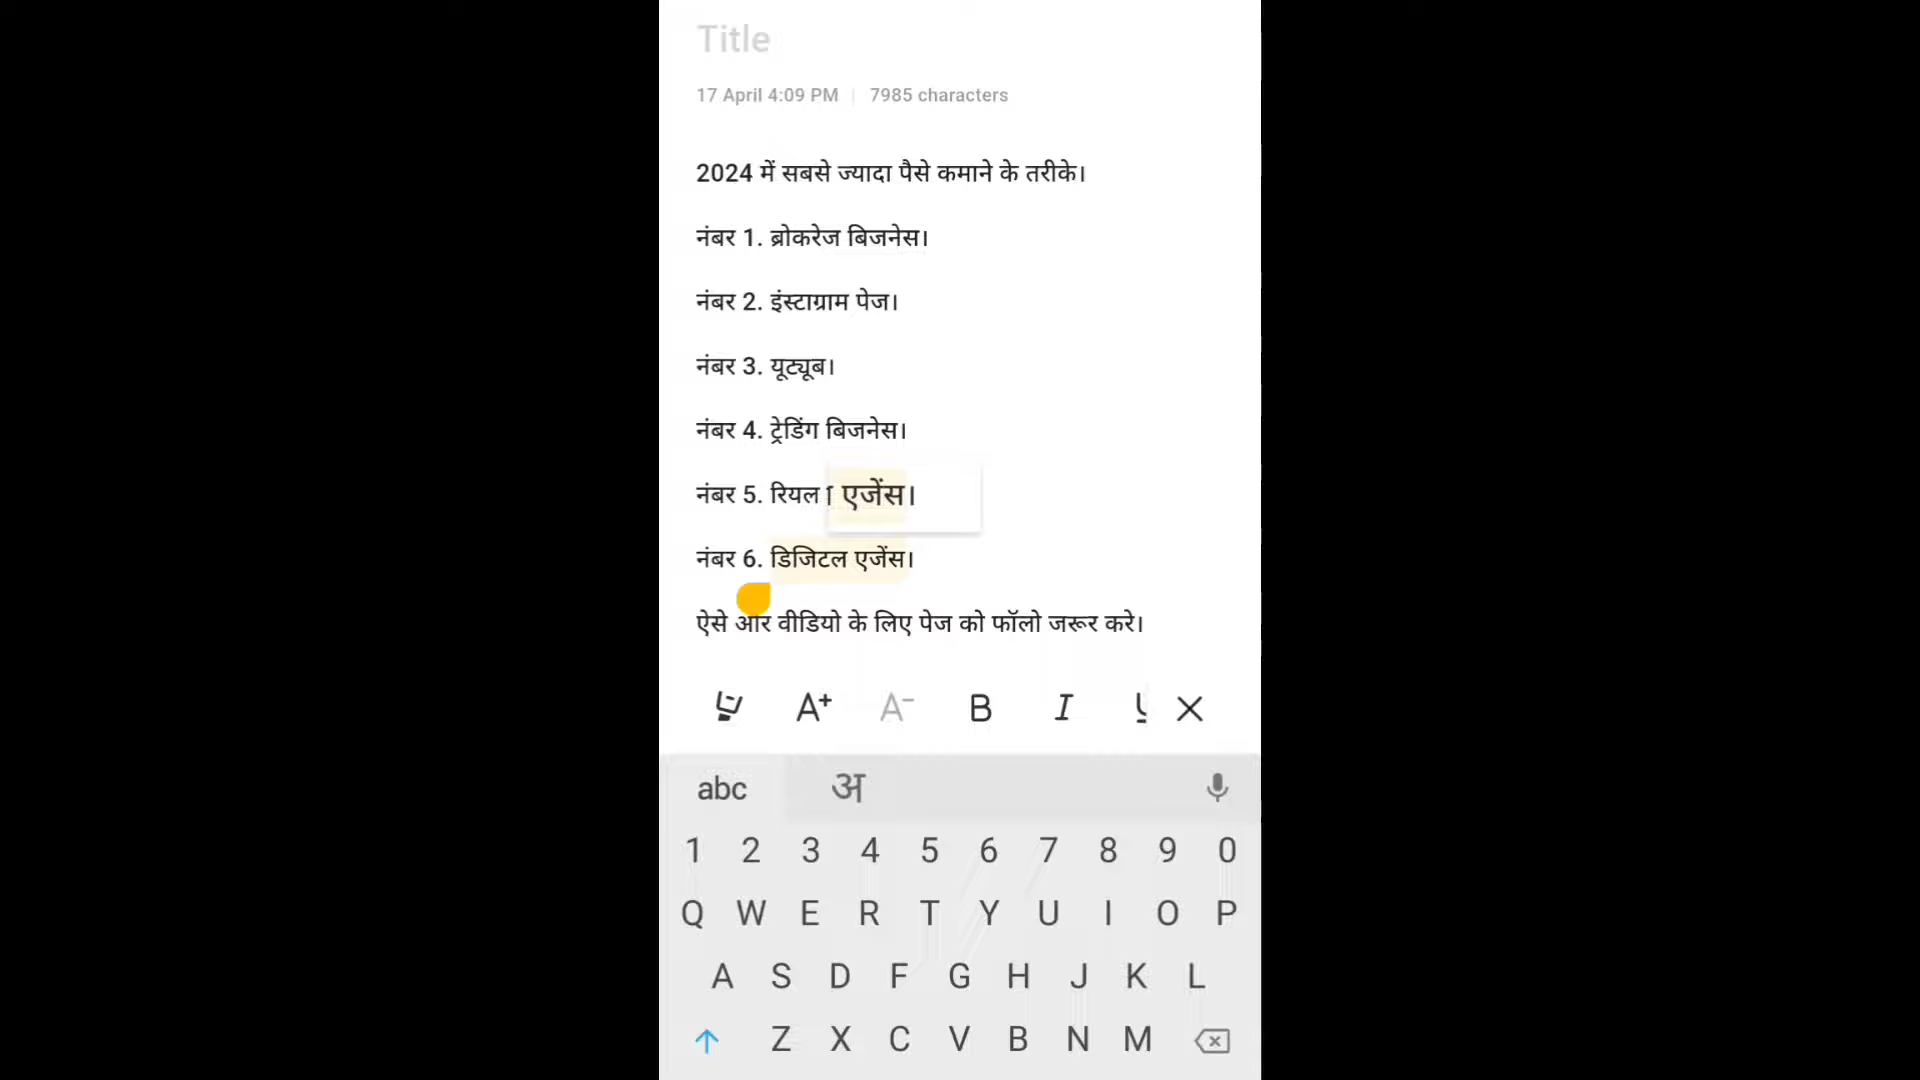 Title
17 April 4:09 PM | 7985 characters
2024 में सबसे ज्यादा पैसे कमाने के तरीके।
नंबर 1. ब्रोकरेज बिजनेस।
नंबर 2. इंस्टाग्राम पेज।
नंबर 3. यूट्यूब।
नंबर 4. ट्रेडिंग बिजनेस।
नंबर 5. रियल
एजेंस।
नंबर 6. डिजिटल एजेंस।
ऐसे और वीडियो के लिए पेज को फॉलो जरूर करे।
A+ A- B I
abc अ
1 2 3 4 5 6 7 8 9 0
Q W E R T Y U I O P
A S D F G H J K L
Z X C V B N M